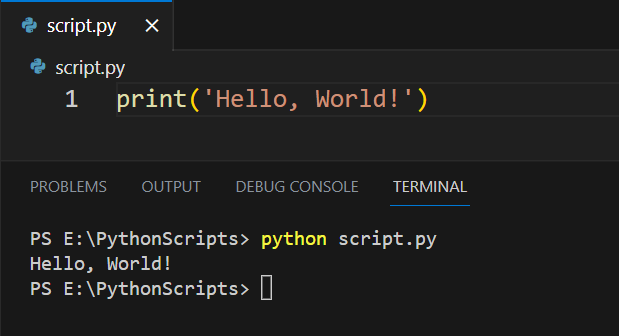 script.py ×
script.py
1 print('Hello, World!')
PROBLEMS OUTPUT DEBUG CONSOLE TERMINAL
PS E:\PythonScripts> python script.py
Hello, World!
PS E:\PythonScripts>